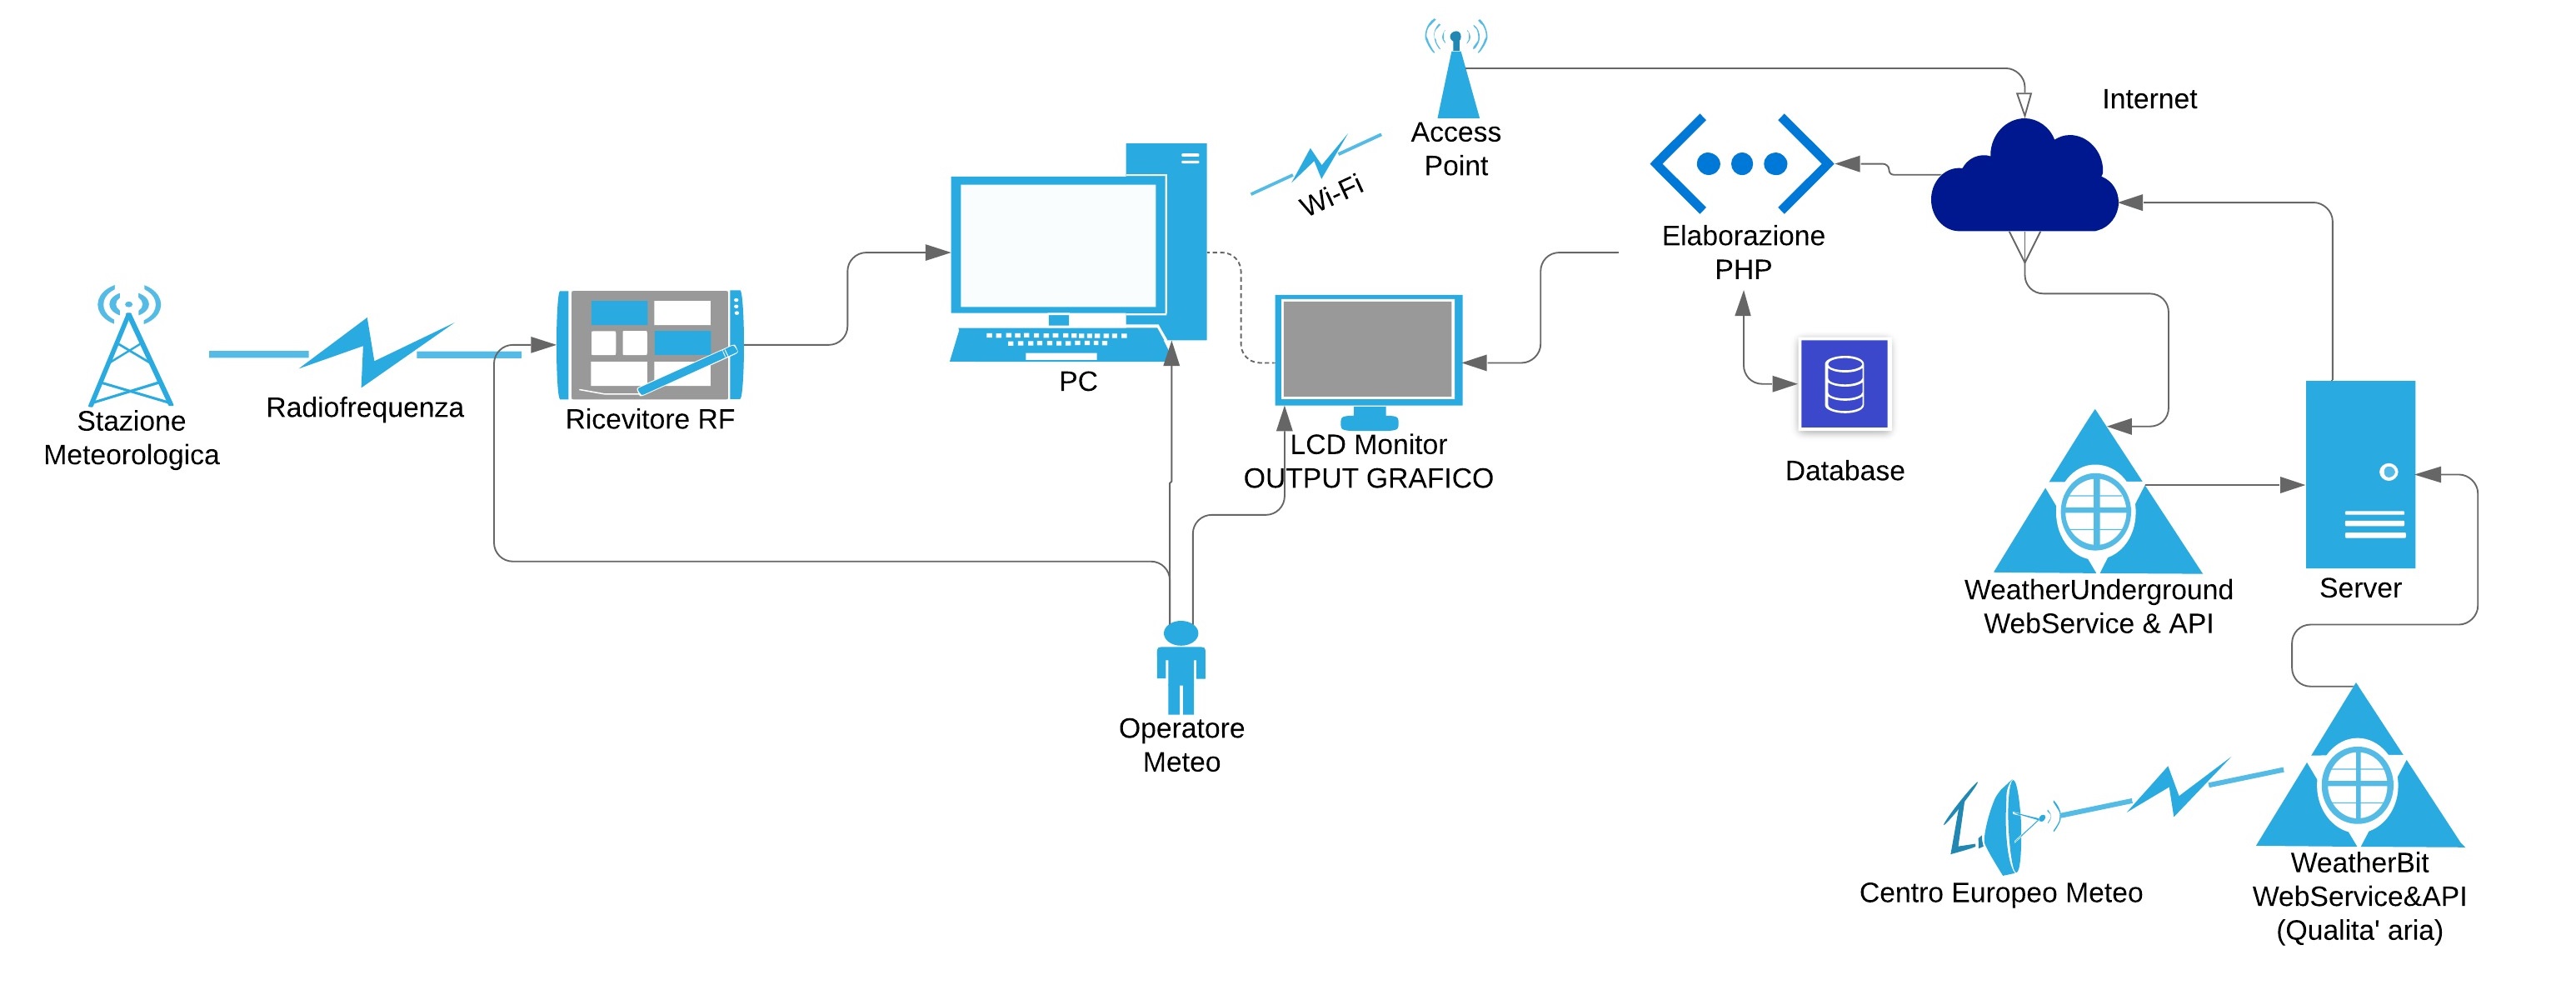 Stazione
Meteorologica
Radiofrequenza
Ricevitore RF
PC
Wi-Fi
Access
Point
LCD Monitor
OUTPUT GRAFICO
Operatore
Meteo
Elaborazione
PHP
Database
Internet
WeatherUnderground
WebService & API
Server
Centro Europeo Meteo
WeatherBit
WebService&API
(Qualita' aria)